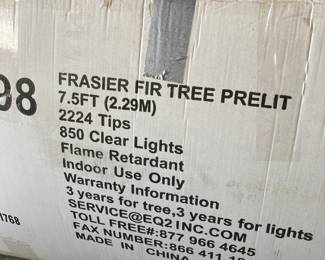 98
FRASIER FIR TREE PRELIT
7.5FT (2.29M)
2224 Tips
850 Clear Lights
Flame Retardant
Indoor Use Only
Warranty Information
3 years for tree,3 years for lights
SERVICE@EQ2INC.COM
TOLL FREE#:877 966 4645
FAX NUMBER:866 411
MADE IN CHINA
1768